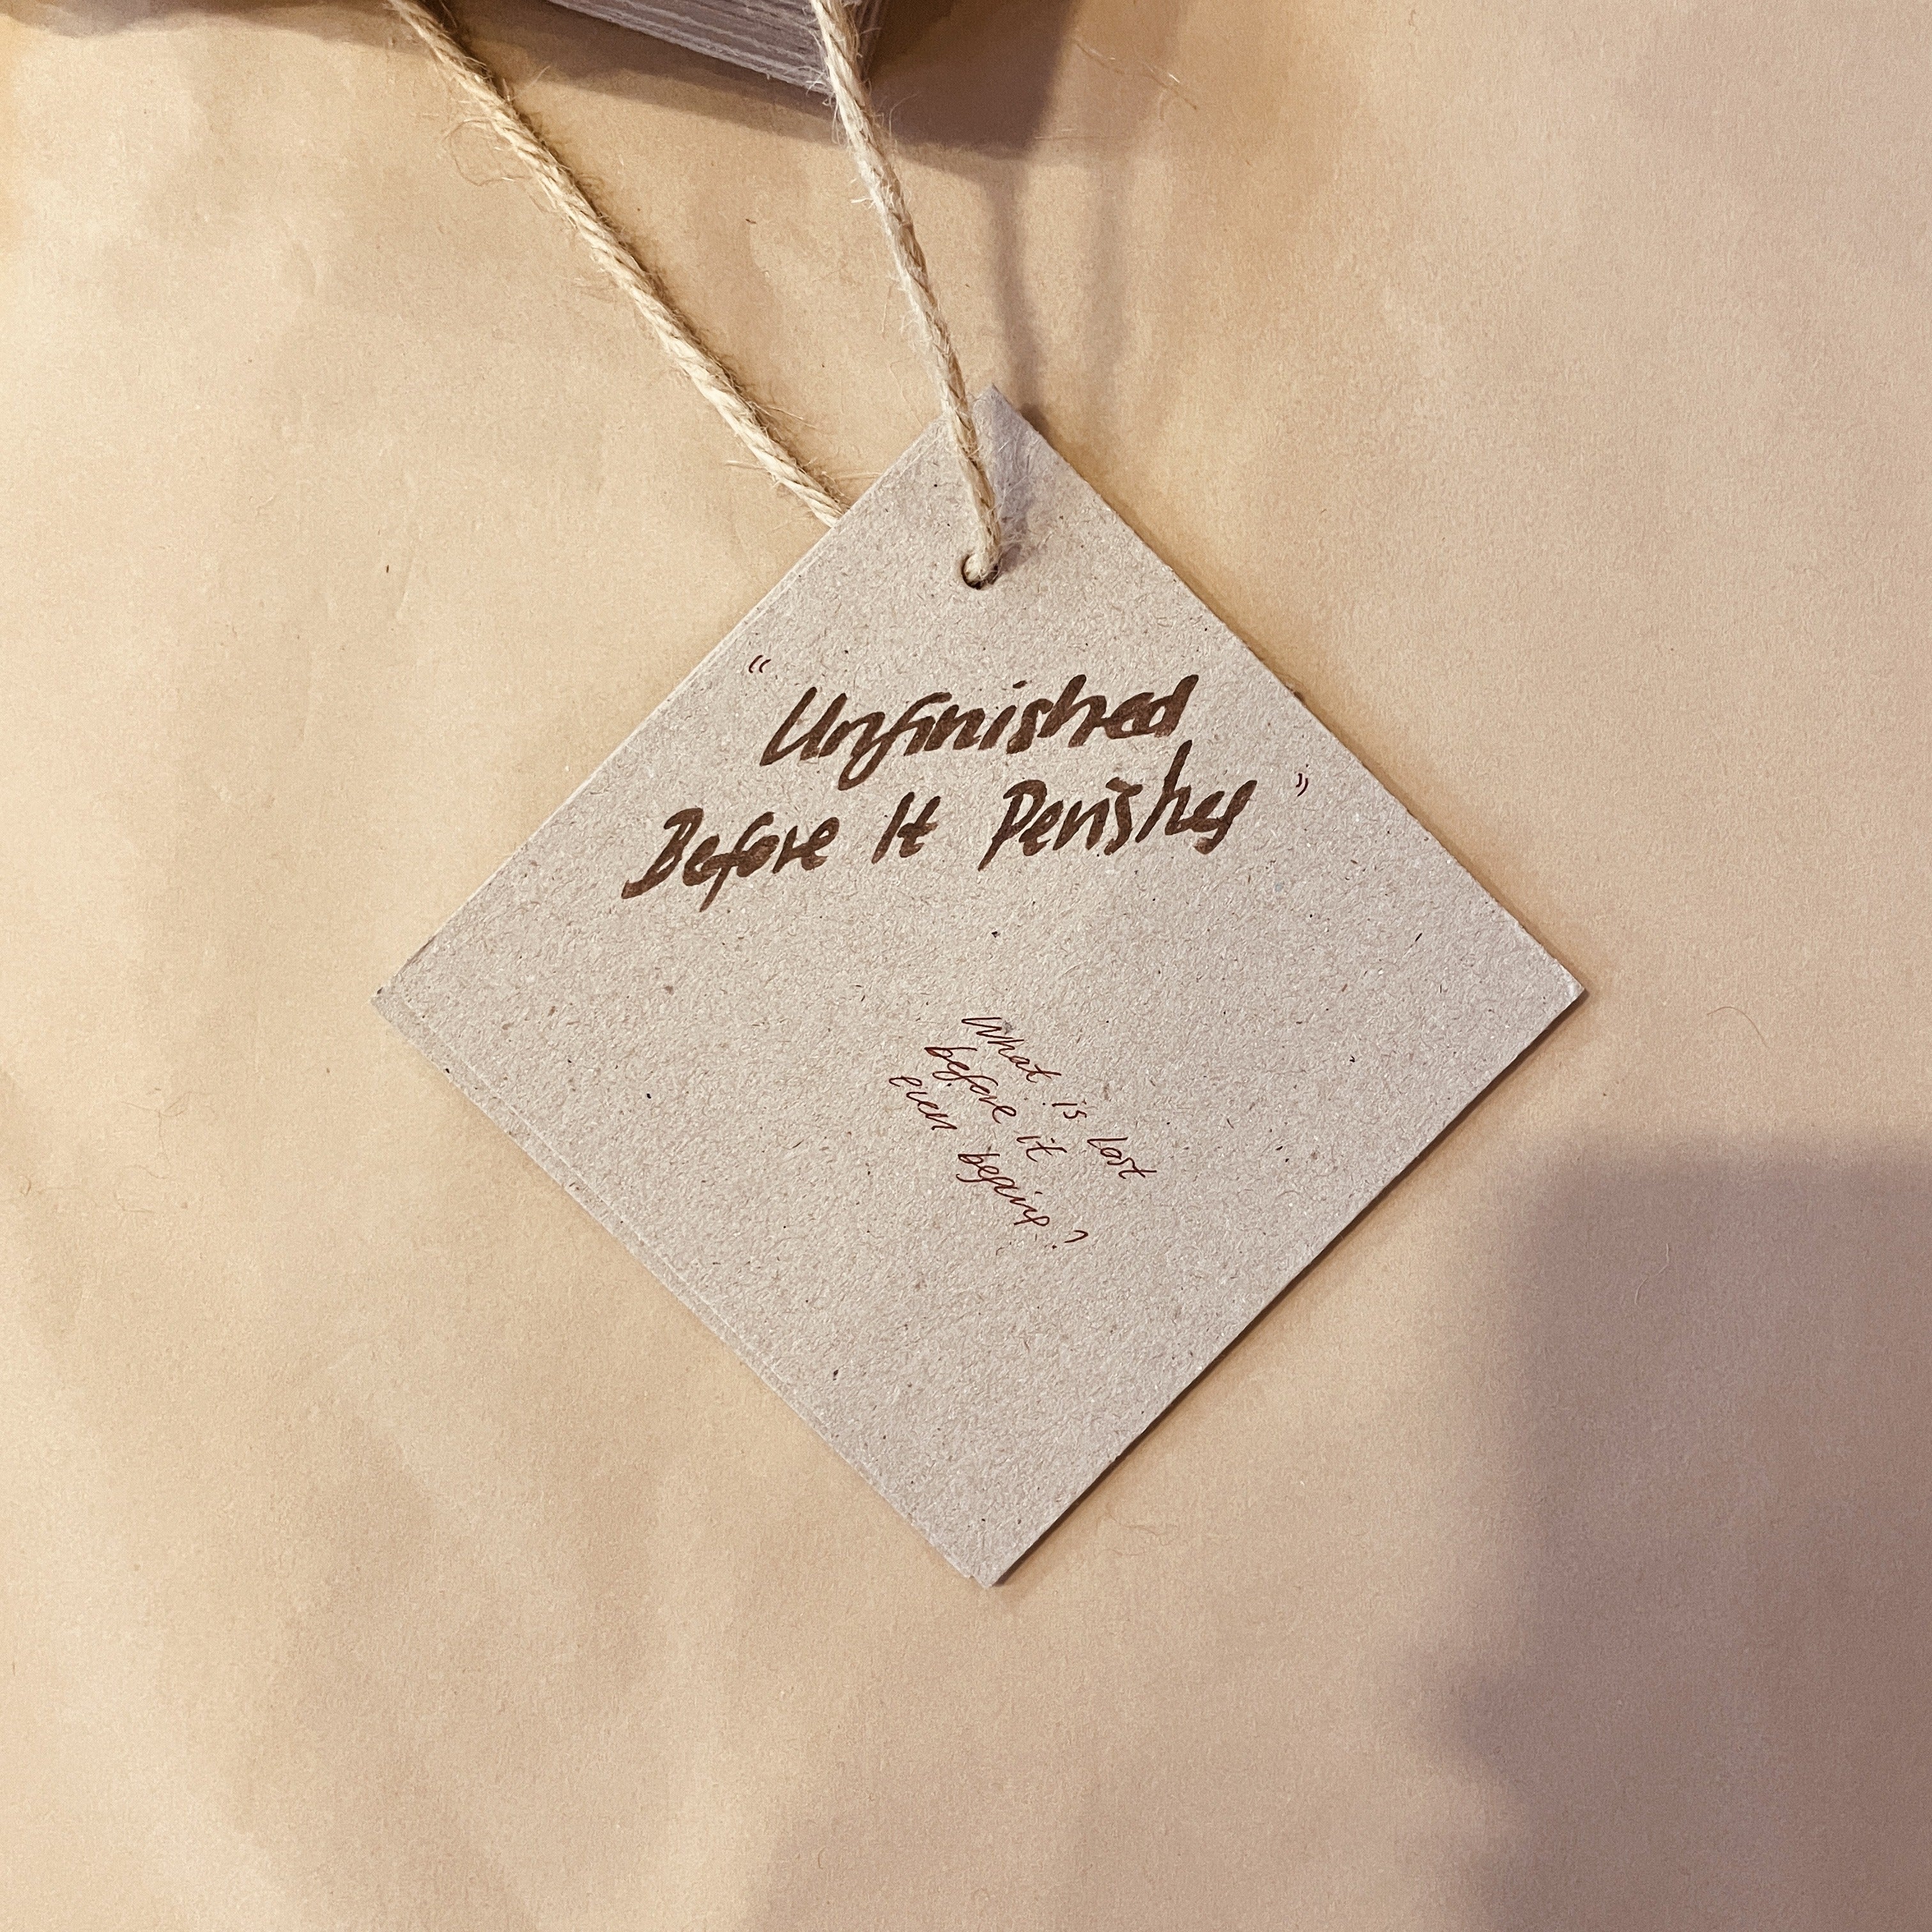 "Unfinished
Before It Perishes"
What is lost
before it
even begins?